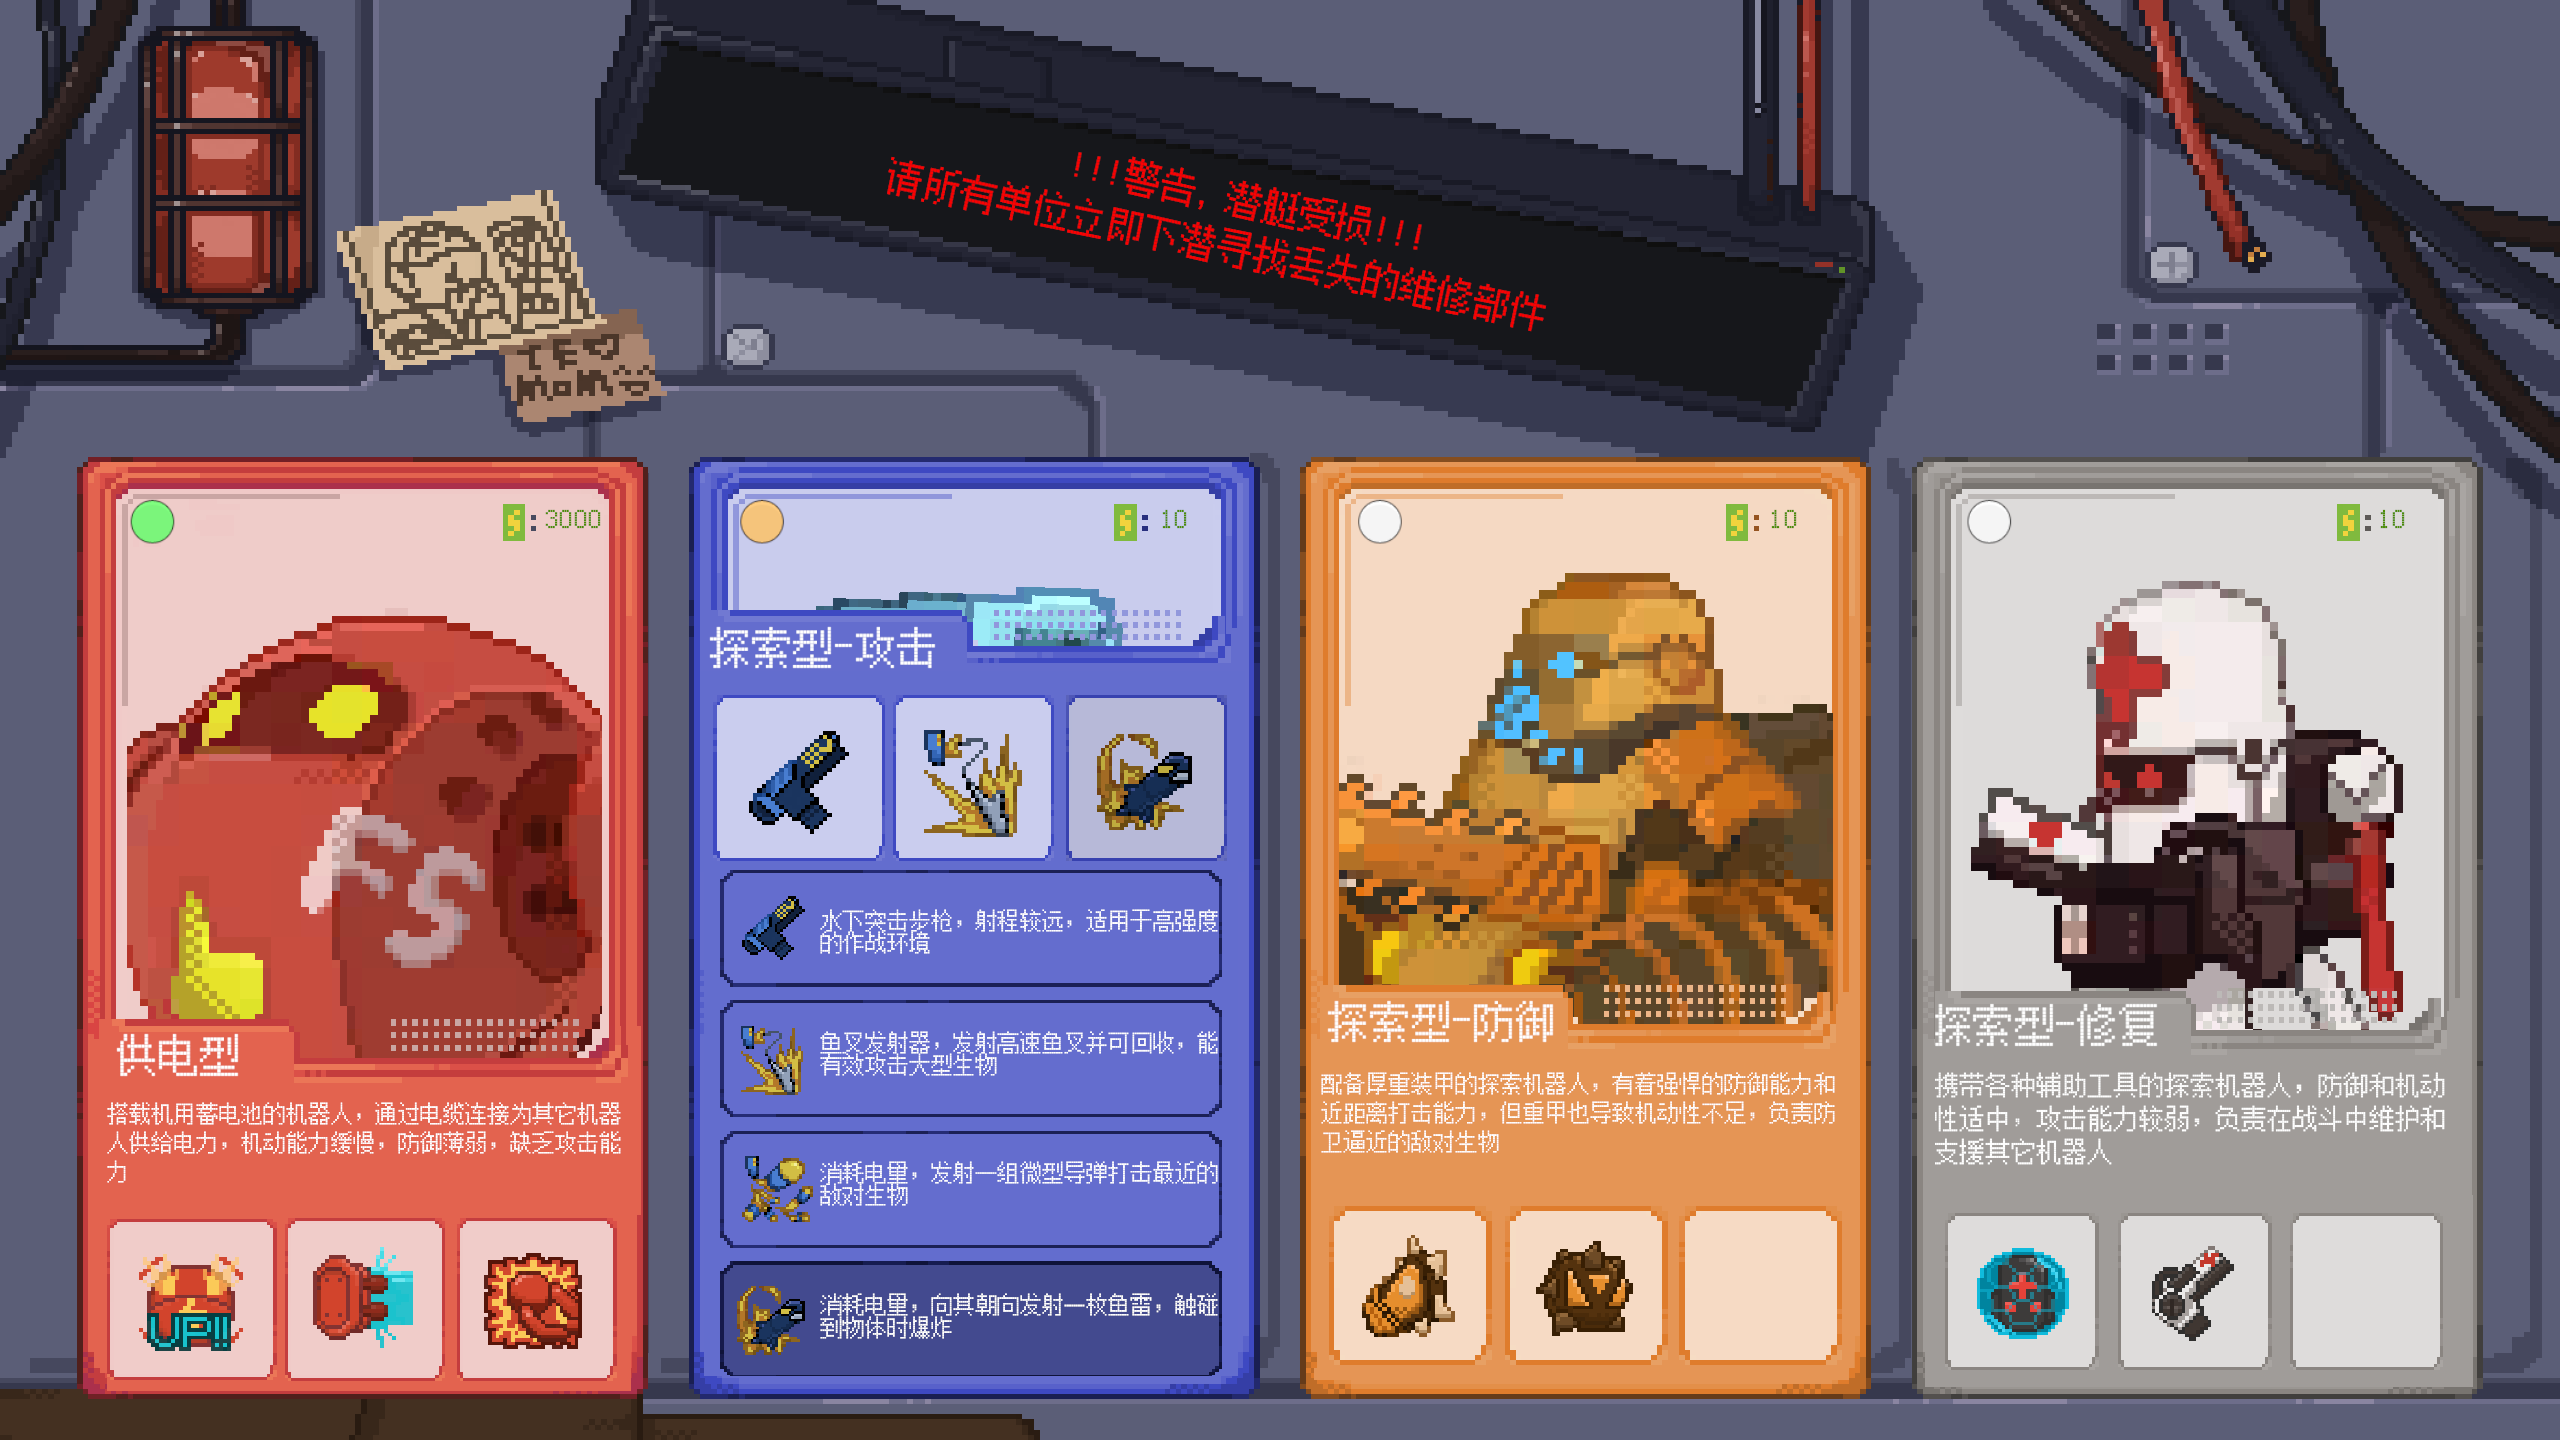 !!!警告, 潜艇受损!!!
请所有单位立即下潜寻找丢失的维修部件
MOM
:3000
FS
供电型
搭载机用蓄电池的机器人，通过电缆连接为其它机器
人供给电力，机动能力缓慢，防御薄弱，缺乏攻击能
力
UP!!
:10
探索型-攻击
水下突击步枪，射程较远，适用于高强度
的作战环境
鱼叉发射器，发射高速鱼叉并可回收，能
有效攻击大型生物
消耗电量，发射一组微型导弹打击最近的
敌对生物
消耗电量，向其朝向发射一枚鱼雷，触碰
到物体时爆炸
:10
探索型-防御
配备厚重装甲的探索机器人，有着强悍的防御能力和
近距离打击能力，但重甲也导致机动性不足，负责防
卫逼近的敌对生物
:10
探索型-修复
携带各种辅助工具的探索机器人，防御和机动
性适中，攻击能力较弱，负责在战斗中维护和
支援其它机器人